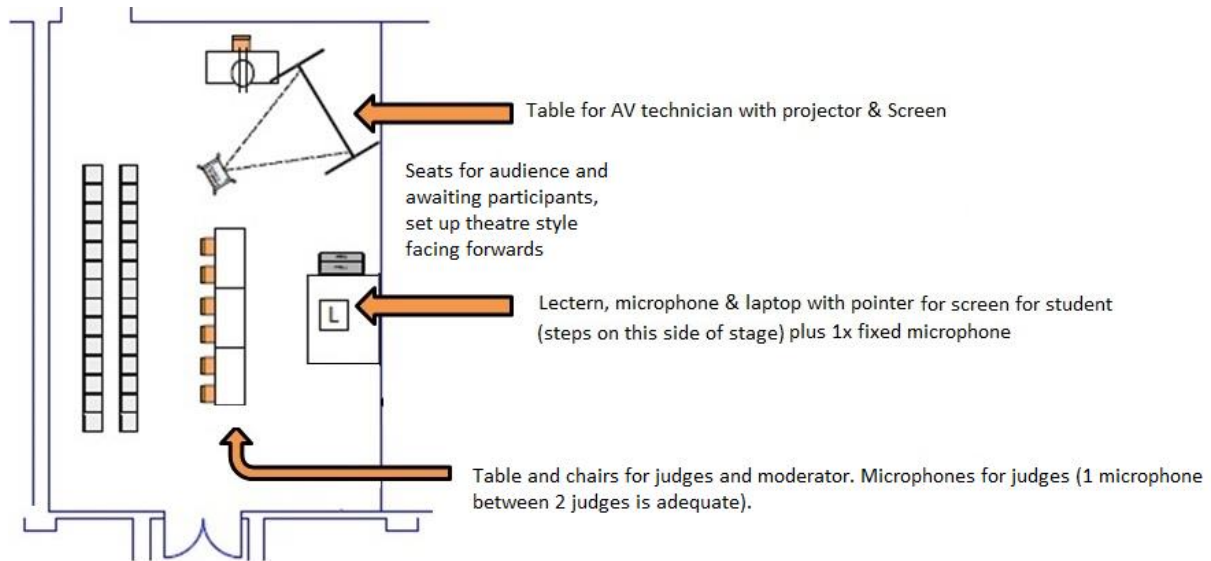 Table for AV technician with projector & Screen
Seats for audience and
awaiting participants,
set up theatre style
facing forwards
L
Lectern, microphone & laptop with pointer for screen for student
(steps on this side of stage) plus 1x fixed microphone
Table and chairs for judges and moderator. Microphones for judges (1 microphone
between 2 judges is adequate).